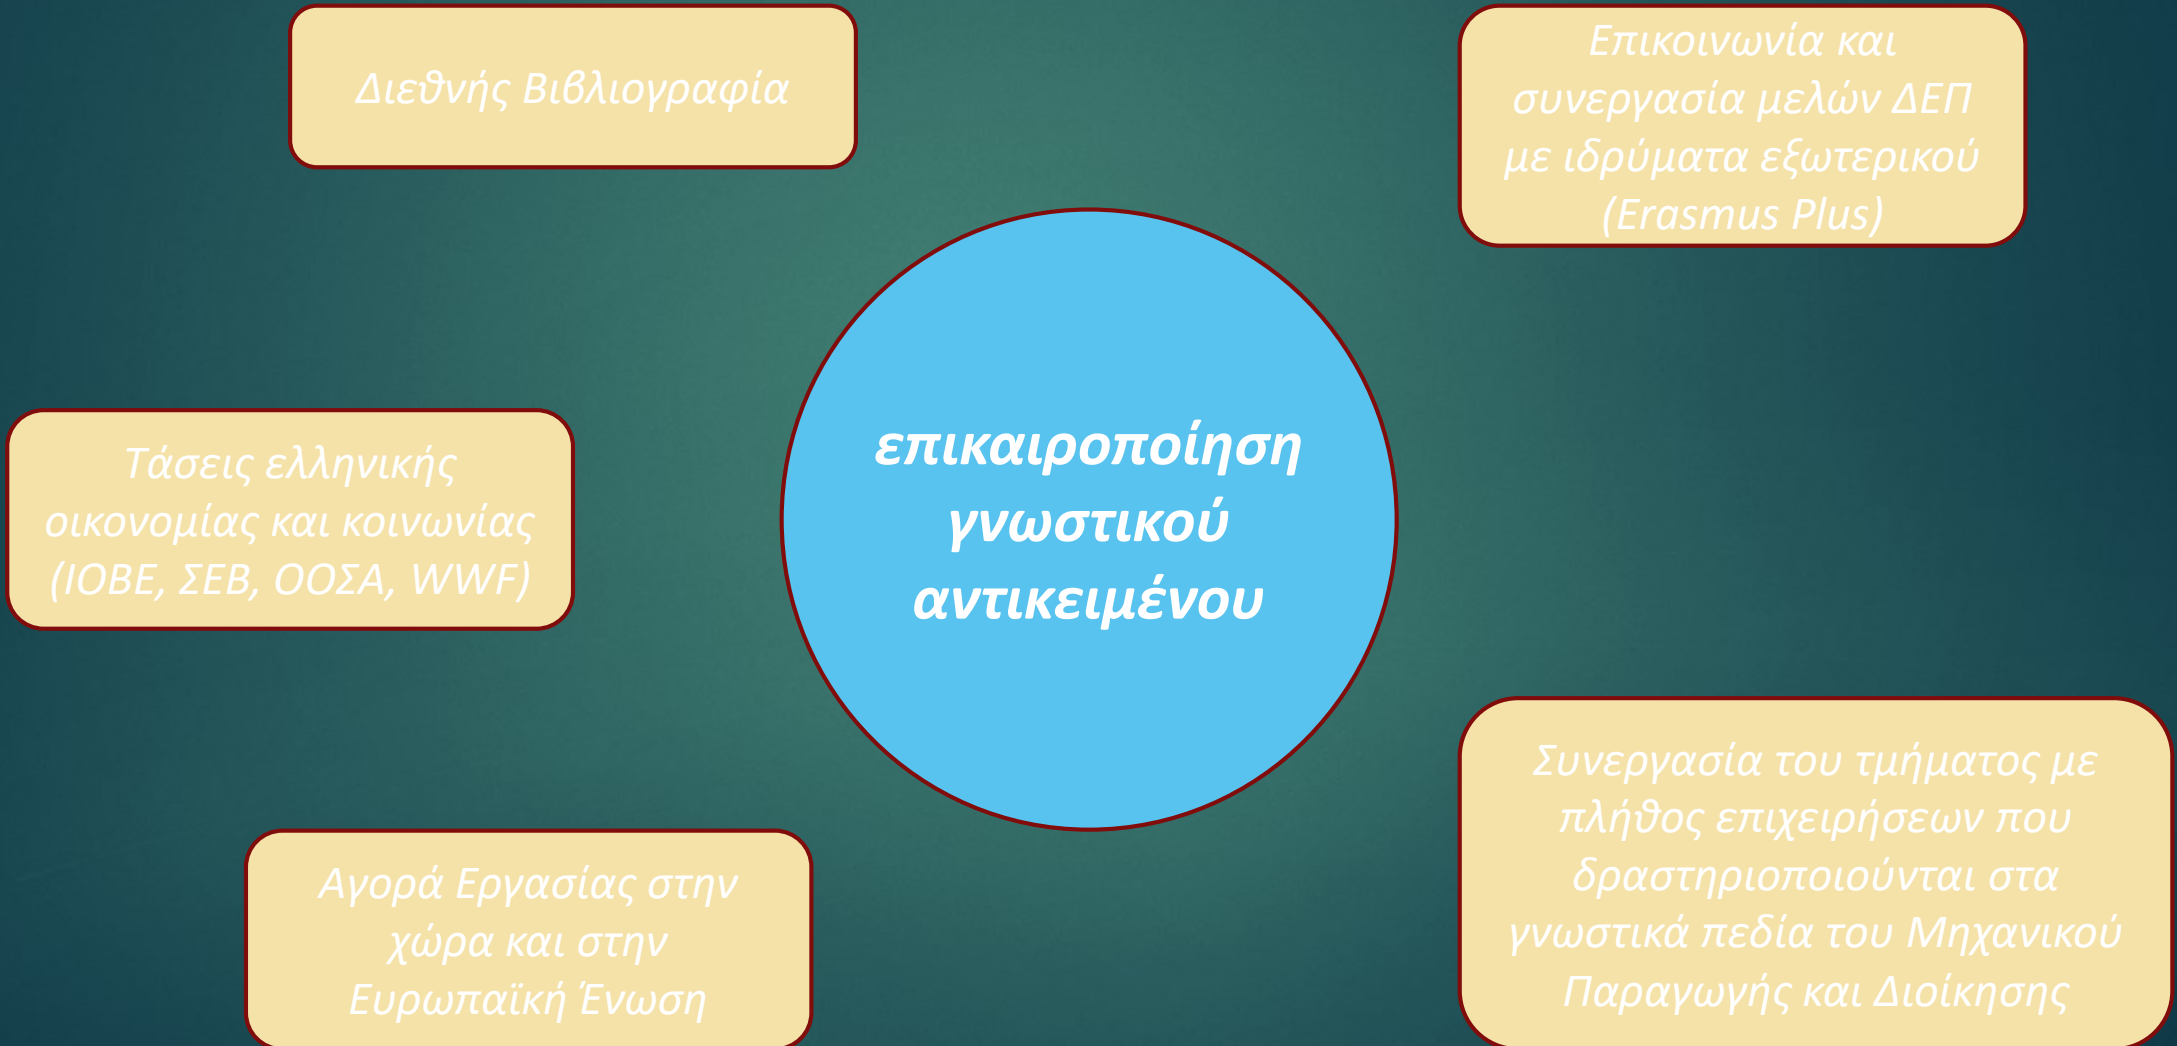 Διεθνής Βιβλιογραφία
Επικοινωνία και
συνεργασία μελών ΔΕΠ
με ιδρύματα εξωτερικού
(Erasmus Plus)
Τάσεις ελληνικής
οικονομίας και κοινωνίας
(ΙΟΒΕ, ΣΕΒ, ΟΟΣΑ, WWF)
επικαιροποίηση
γνωστικού
αντικειμένου
Αγορά Εργασίας στην
χώρα και στην
Ευρωπαϊκή Ένωση
Συνεργασία του τμήματος με
πλήθος επιχειρήσεων που
δραστηριοποιούνται στα
γνωστικά πεδία του Μηχανικού
Παραγωγής και Διοίκησης